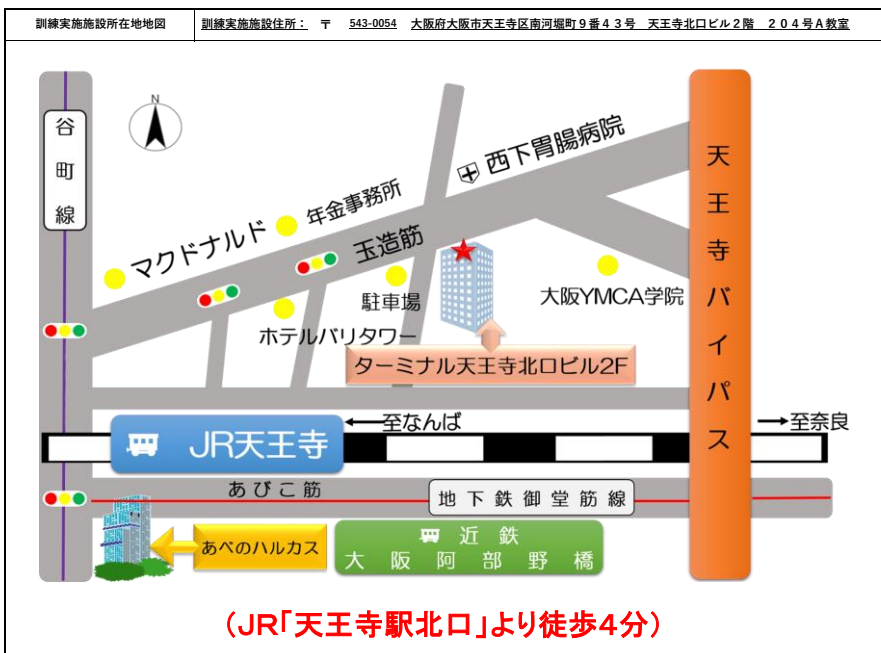 訓練実施施設所在地地図
訓練実施施設住所： 〒 543-0054 大阪府大阪市天王寺区南河堀町９番４３号 天王寺北口ビル２階 ２０４号Ａ教室
N
谷町線
西下胃腸病院
天王寺バイパス
年金事務所
マクドナルド
玉造筋
駐車場
大阪YMCA学院
ホテルバリタワー
ターミナル天王寺北口ビル2F
至なんば
至奈良
JR天王寺
あびこ筋
地下鉄御堂筋線
あべのハルカス
近鉄
大阪阿部野橋
（JR「天王寺駅北口」より徒歩4分）